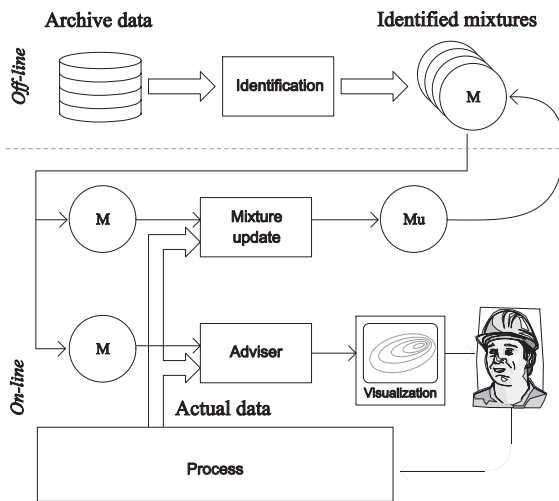 Archive data
Identified mixtures
Off-line
Identification
M
M
Mixture
update
Mu
M
Adviser
Visualization
On-line
Actual data
Process